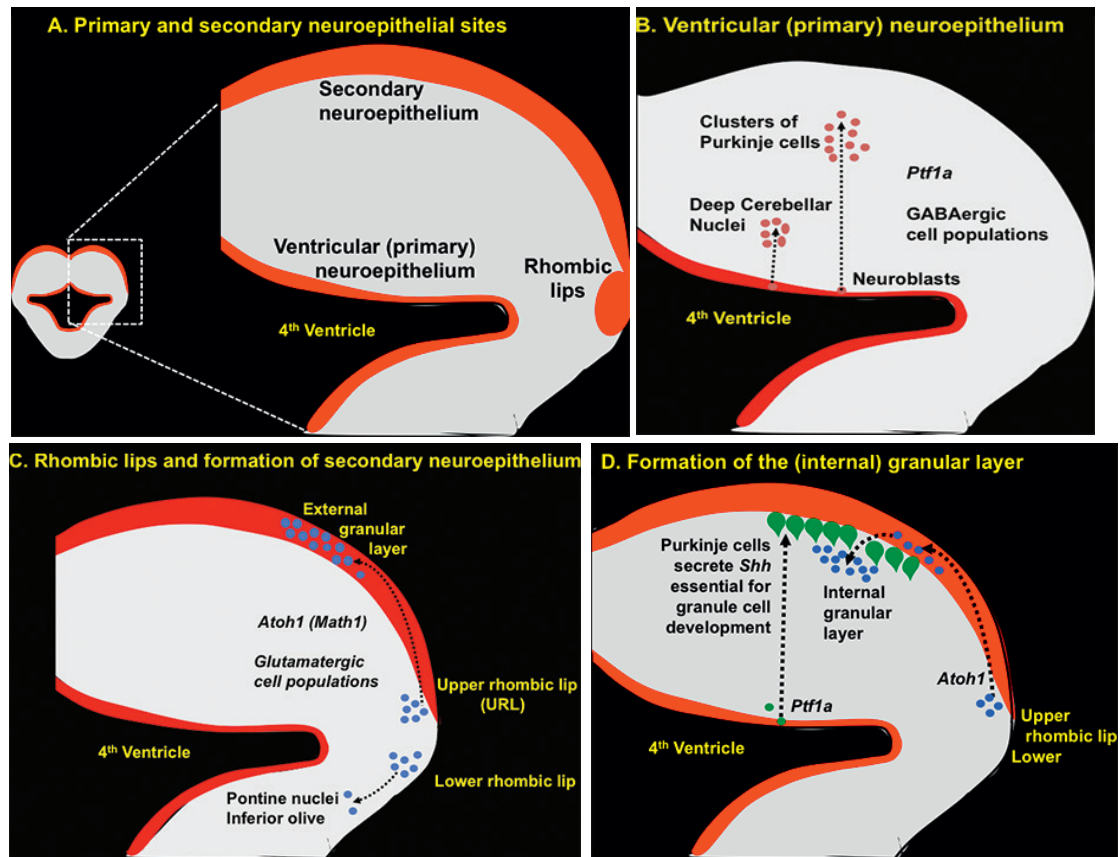 A. Primary and secondary neuroepithelial sites
Secondary
neuroepithelium
Ventricular (primary)
neuroepithelium
Rhombic
lips
4th Ventricle
B. Ventricular (primary) neuroepithelium
Clusters of
Purkinje cells
Ptf1a
Deep Cerebellar
Nuclei
GABAergic
cell populations
Neuroblasts
4th Ventricle
C. Rhombic lips and formation of secondary neuroepithelium
External
granular
layer
Atoh1 (Math1)
Glutamatergic
cell populations
Upper rhombic lip
(URL)
4th Ventricle
Lower rhombic lip
Pontine nuclei
Inferior olive
D. Formation of the (internal) granular layer
Purkinje cells
secrete Shh
essential for
granule cell
development
Internal
granular
layer
Atoh1
Ptf1a
4th Ventricle
Upper
rhombic lip
Lower